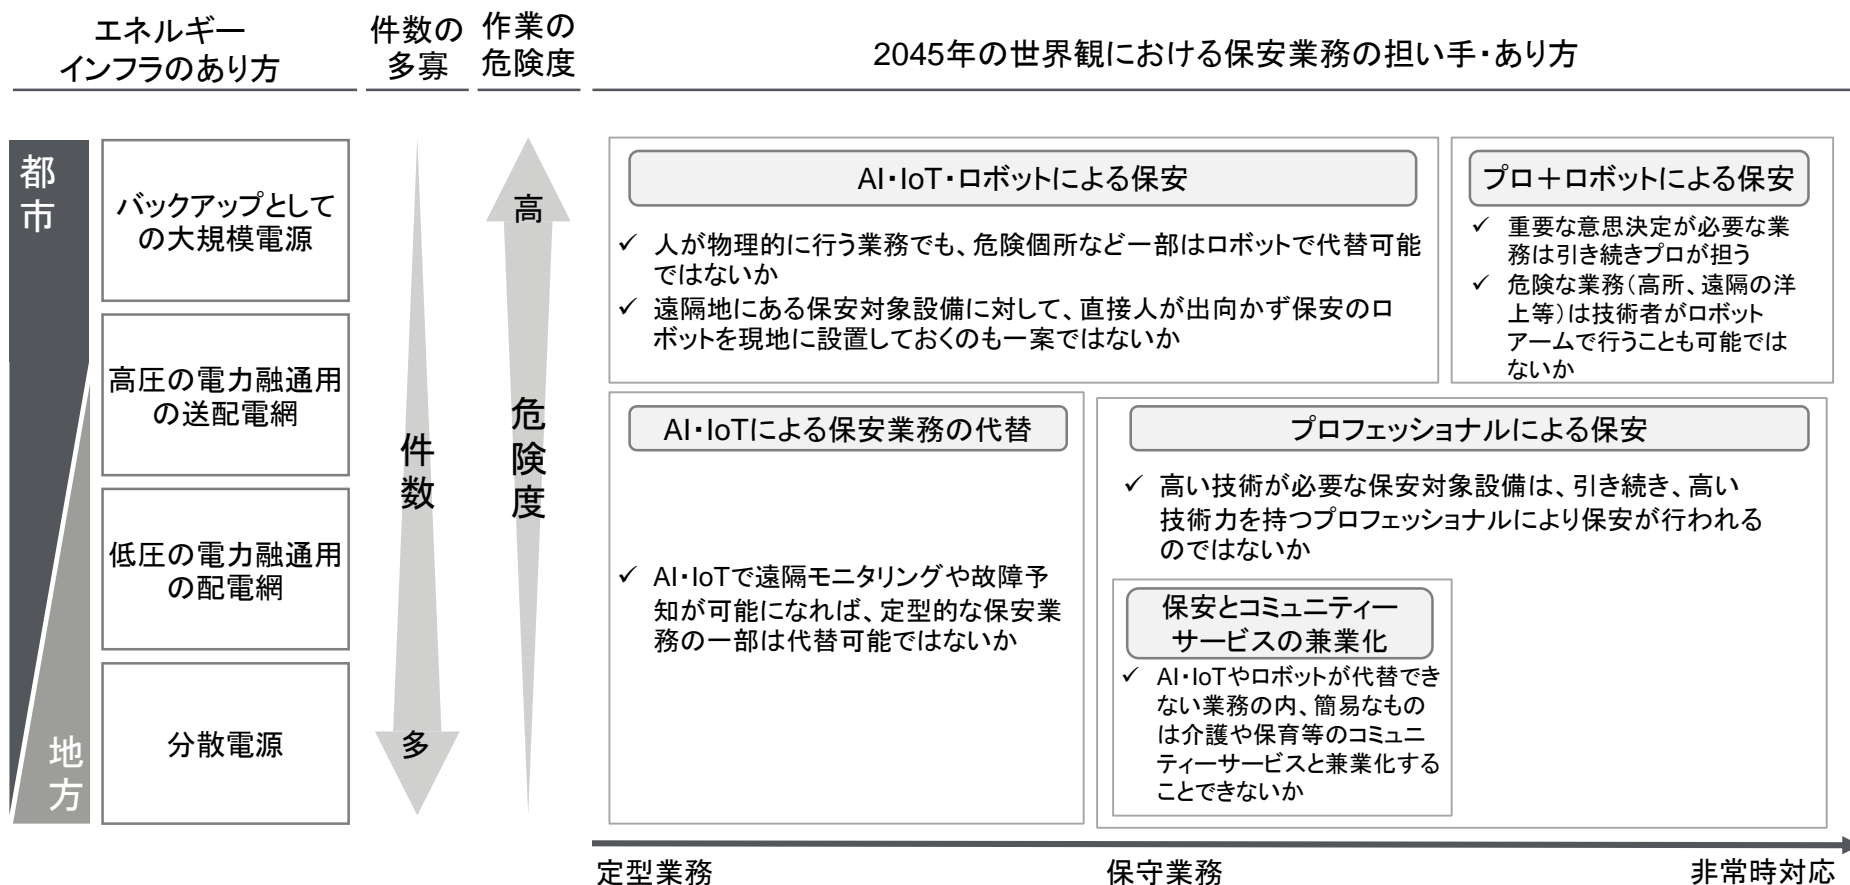 エネルギー
インフラのあり方
件数の
多寡
作業の
危険度
2045年の世界観における保安業務の担い手・あり方
都
市
地
方
バックアップとして
の大規模電源
高圧の電力融通用
の送配電網
低圧の電力融通用
の配電網
分散電源
件
数
多
高
危
険
度
AI・IoT・ロボットによる保安
✓ 人が物理的に行う業務でも、危険個所など一部はロボットで代替可能
ではないか
✓ 遠隔地にある保安対象設備に対して、直接人が出向かず保安のロ
ボットを現地に設置しておくのも一案ではないか
プロ＋ロボットによる保安
✓ 重要な意思決定が必要な業
務は引き続きプロが担う
✓ 危険な業務（高所、遠隔の洋
上等）は技術者がロボット
アームで行うことも可能では
ないか
AI・IoTによる保安業務の代替
✓ AI・IoTで遠隔モニタリングや故障予
知が可能になれば、定型的な保安業
務の一部は代替可能ではないか
プロフェッショナルによる保安
✓ 高い技術が必要な保安対象設備は、引き続き、高い
技術力を持つプロフェッショナルにより保安が行われる
のではないか
保安とコミュニティー
サービスの兼業化
✓ AI・IoTやロボットが代替でき
ない業務の内、簡易なもの
は介護や保育等のコミュニ
ティーサービスと兼業化する
ことできないか
定型業務
保守業務
非常時対応